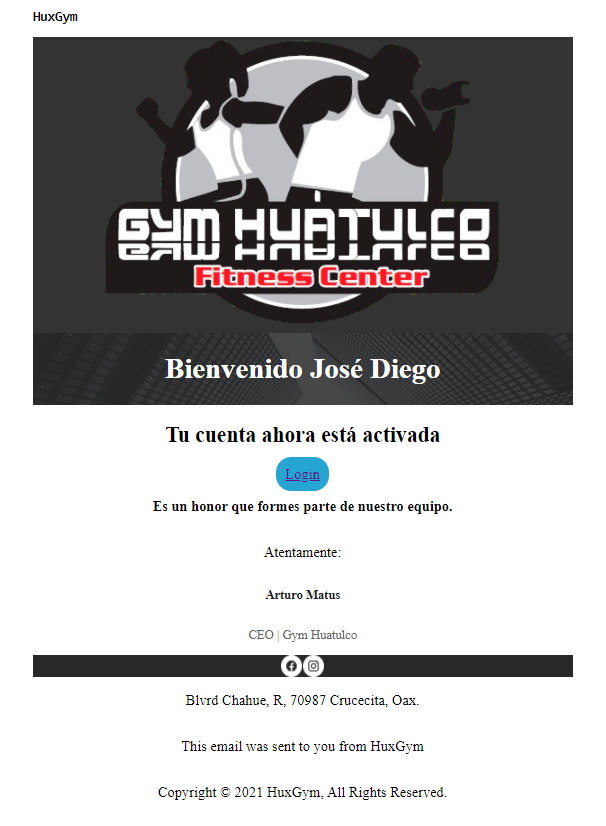 HuxGym
GYM HUATULCO
Fitness Center
Bienvenido José Diego
Tu cuenta ahora está activada
Login
Es un honor que formes parte de nuestro equipo.
Atentamente:
Arturo Matus
CEO | Gym Huatulco
Blvrd Chahue, R, 70987 Crucecita, Oax.
This email was sent to you from HuxGym
Copyright © 2021 HuxGym, All Rights Reserved.